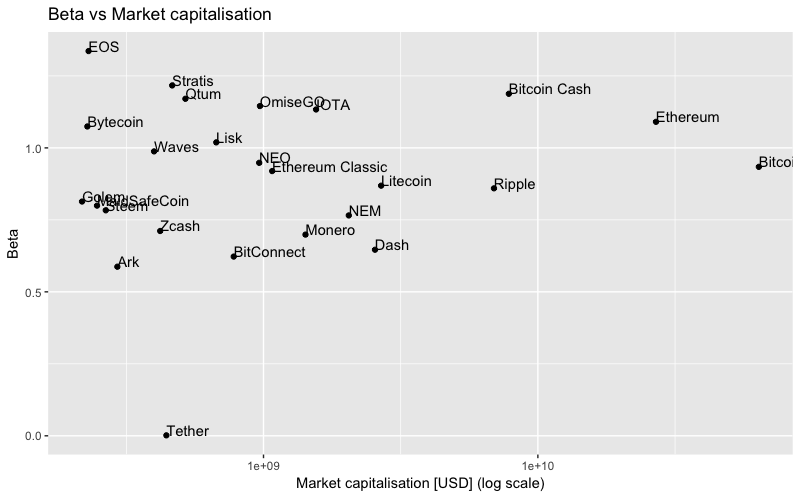 Beta vs Market capitalisation
EOS
Stratis
Qtum
OmiseGO
IOTA
Bitcoin Cash
Ethereum
Bytecoin
Lisk
Waves
NEO
Ethereum Classic
Bitcoi
Litecoin
Ripple
Golem
MaidSafeCoin
Steem
NEM
Zcash
Monero
Dash
BitConnect
Ark
Tether
1.0
0.5
0.0
Beta
1e+09
1e+10
Market capitalisation [USD] (log scale)